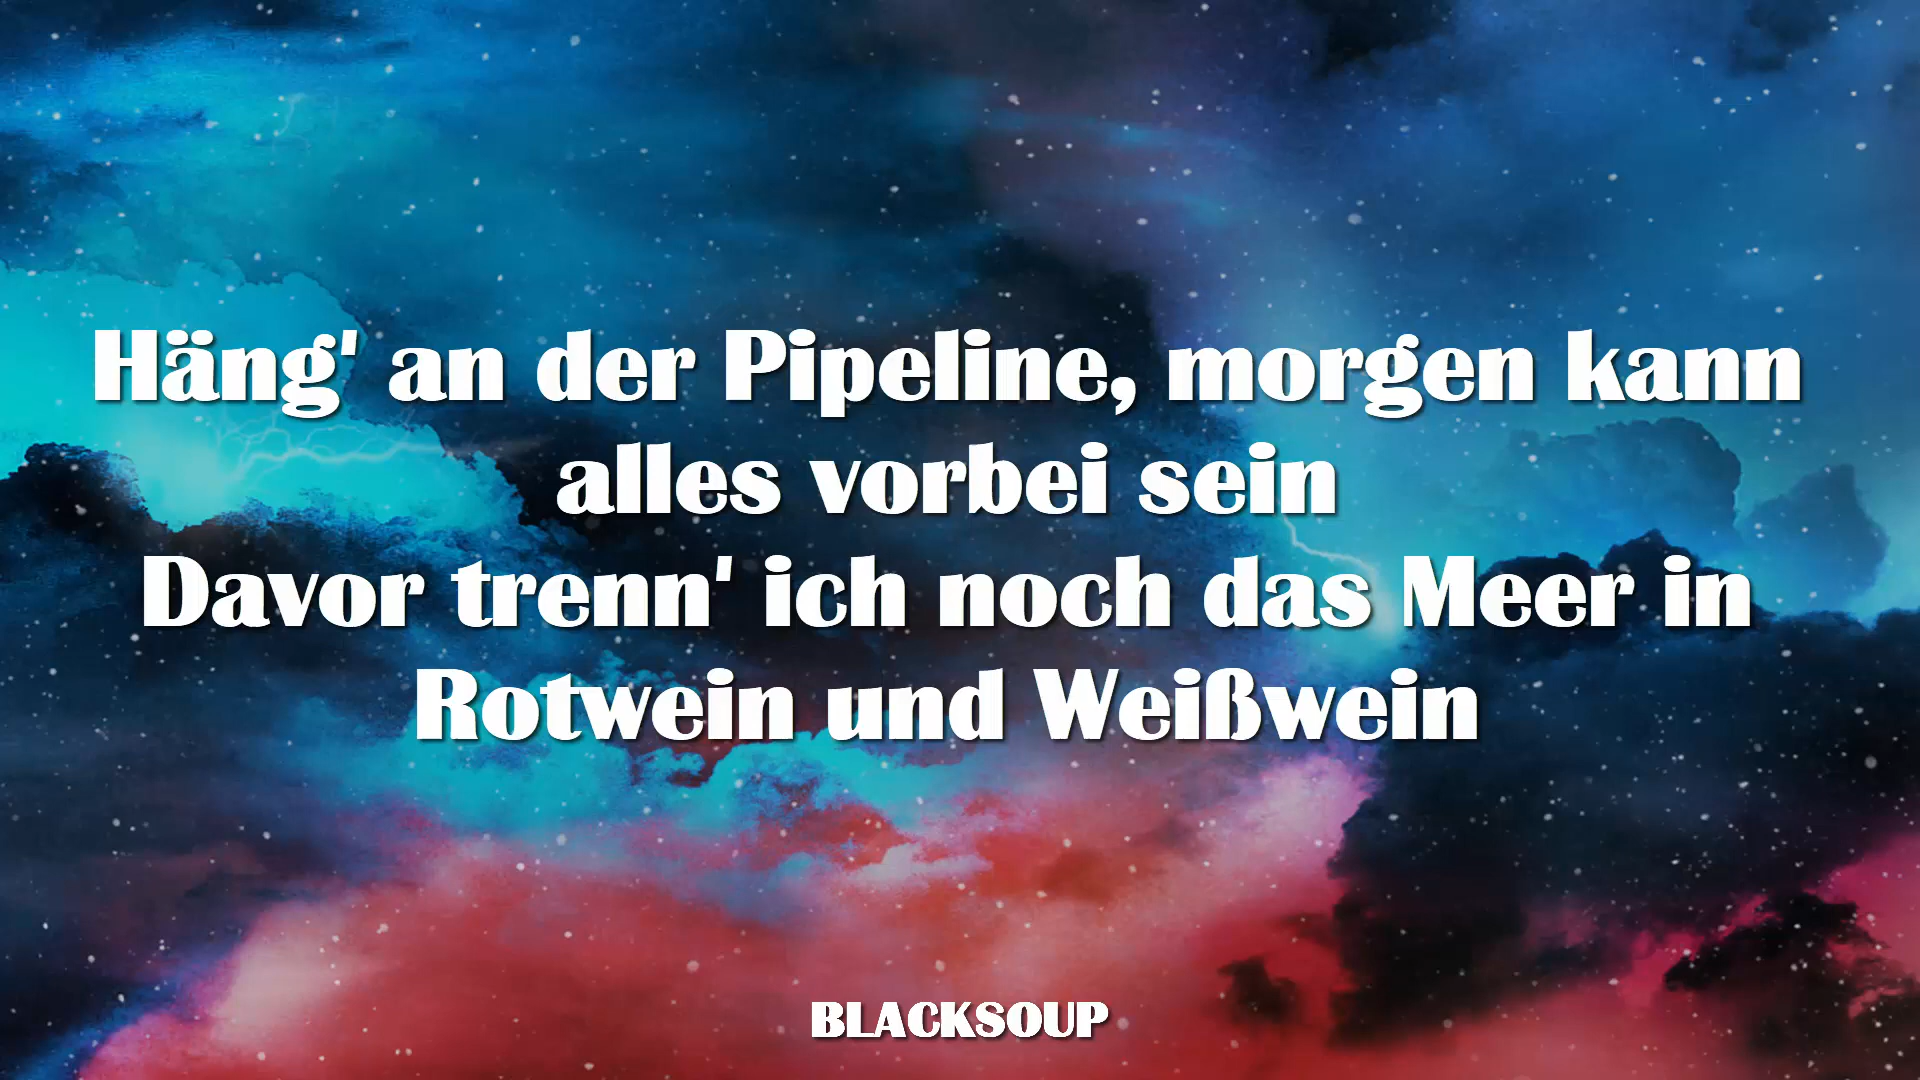 Häng' an der Pipeline, morgen kann
alles vorbei sein
Davor trenn' ich noch das Meer in
Rotwein und Weißwein
BLACKSOUP